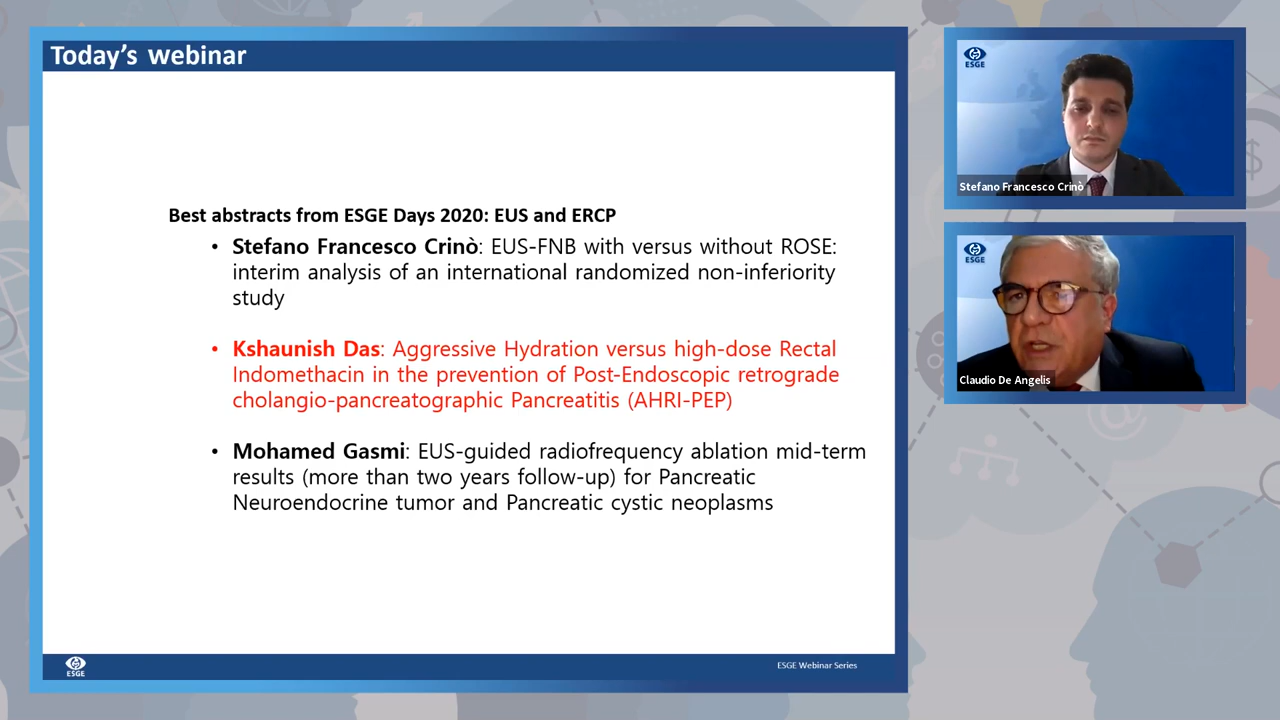 Today's webinar
Best abstracts from ESGE Days 2020: EUS and ERCP
• Stefano Francesco Crinò: EUS-FNB with versus without ROSE:
interim analysis of an international randomized non-inferiority
study
• Kshaunish Das: Aggressive Hydration versus high-dose Rectal
Indomethacin in the prevention of Post-Endoscopic retrograde
cholangio-pancreatographic Pancreatitis (AHRI-PEP)
• Mohamed Gasmi: EUS-guided radiofrequency ablation mid-term
results (more than two years follow-up) for Pancreatic
Neuroendocrine tumor and Pancreatic cystic neoplasms
ESGE
ESGE Webinar Series
ESGE
Stefano Francesco Crinò
ESGE
Claudio De Angelis